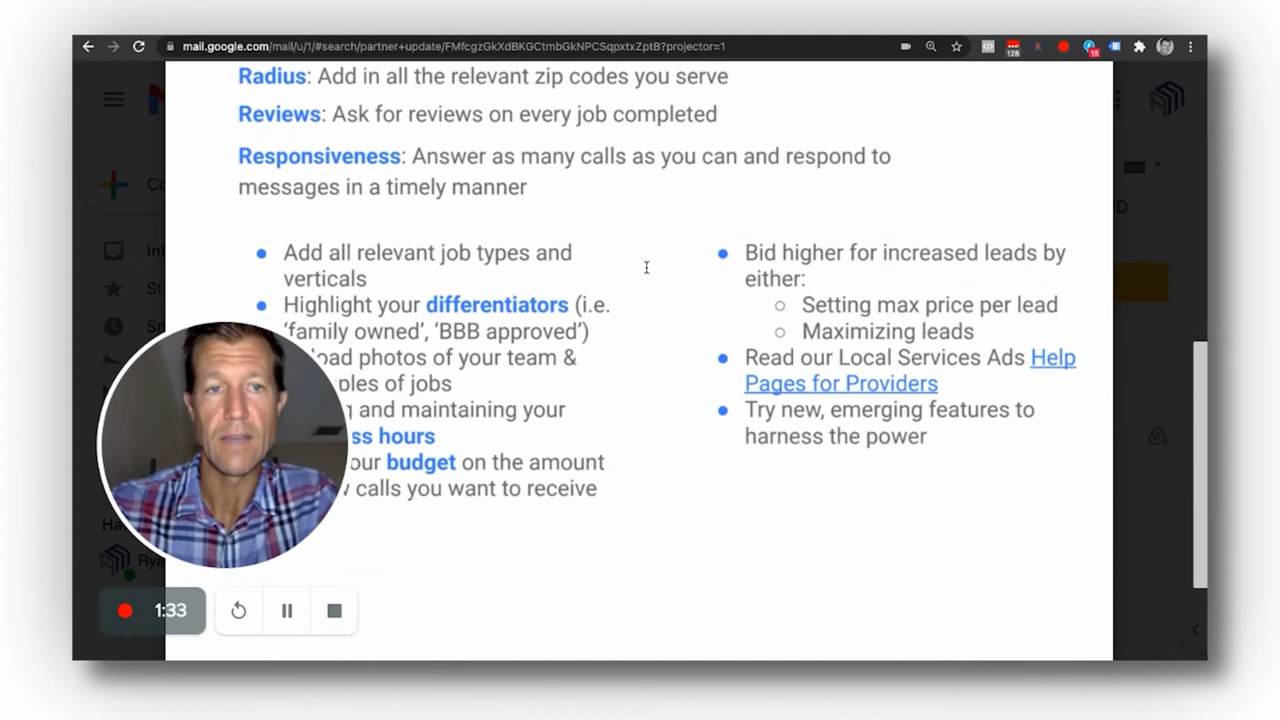 mail.google.com/mail/u/1/#search/partner+update/FMfcgzGkXdBKGCtmbGkNPCSqpxtxZptB?projector=1
128
15
Radius: Add in all the relevant zip codes you serve
Reviews: Ask for reviews on every job completed
Responsiveness: Answer as many calls as you can and respond to
messages in a timely manner
Add all relevant job types and
verticals
Highlight your differentiators (i.e.
'family owned', 'BBB approved')
photos of your team &
of jobs
and maintaining your
hours
budget on the amount
calls you want to receive
Bid higher for increased leads by
either:
Setting max price per lead
Maximizing leads
Read our Local Services Ads Help
Pages for Providers
Try new, emerging features to
harness the power
1:33